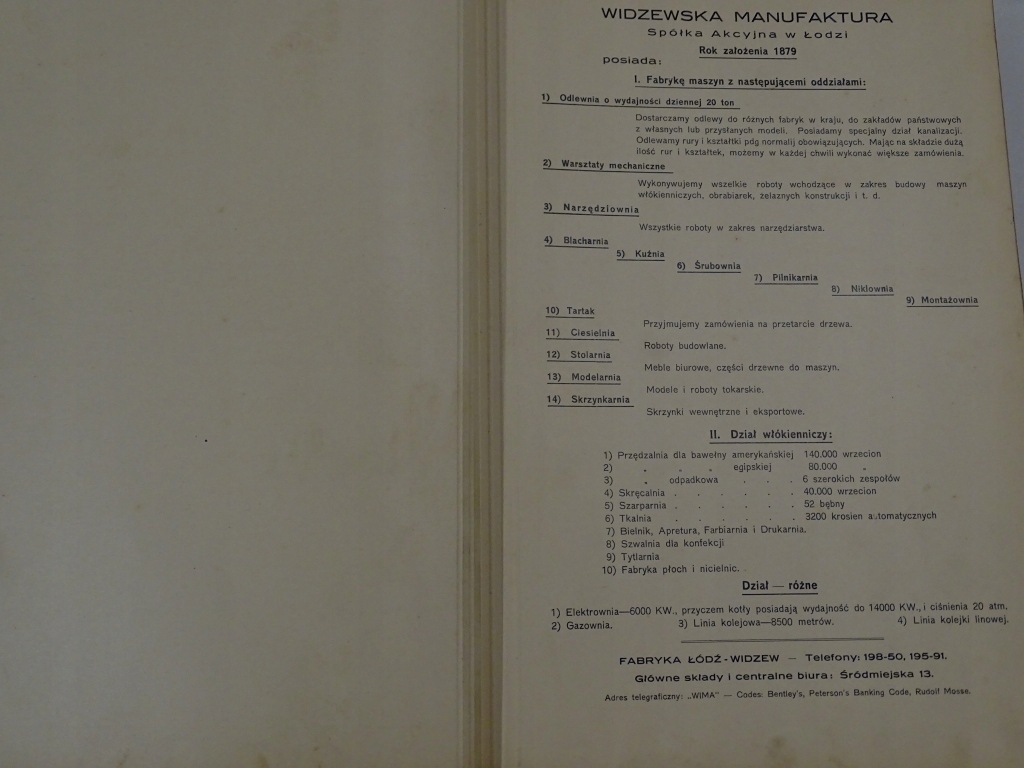 WIDZEWSKA MANUFAKTURA
Spółka Akcyjna w Łodzi
Rok założenia 1879
posiada:
I. Fabrykę maszyn z następującemi oddziałami:
1) Odlewnia o wydajności dziennej 20 ton
Dostarczamy odlewy do różnych fabryk w kraju, do zakładów państwowych
z własnych lub przysłanych modeli. Posiadamy specjalny dział kanalizacji.
Odlewamy rury i kształtki pdg normalij obowiązujących. Mając na składzie dużą
ilość rur i kształtek, możemy w każdej chwili wykonać większe zamówienia.
2) Warsztaty mechaniczne
Wykonywujemy wszelkie roboty wchodzące w zakres budowy maszyn
włókienniczych, obrabiarek, żelaznych konstrukcji i t. d.
3) Narzędziownia
Wszystkie roboty w zakres narzędziarstwa.
4) Blacharnia
5) Kuźnia
6) Śrubownia
7) Pilnikarnia
8) Niklownia
9) Montażownia
10) Tartak
Przyjmujemy zamówienia na przetarcie drzewa.
11) Ciesielnia
Roboty budowlane.
12) Stolarnia
Meble biurowe, części drzewne do maszyn.
13) Modelarnia
Modele i roboty tokarskie.
14) Skrzynkarnia
Skrzynki wewnętrzne i eksportowe.
II. Dział włókienniczy:
1) Przędzalnia dla bawełny amerykańskiej 140.000 wrzecion
2) „ „ „ egipskiej 80.000 „
3) „ odpadkowa . . . 6 szerokich zespołów
4) Skręcalnia . . . . . . 40.000 wrzecion
5) Szarparnia . . . . . . 52 bębny
6) Tkalnia . . . . . . 3200 krosien automatycznych
7) Bielnik, Apretura, Farbiarnia i Drukarnia.
8) Szwalnia dla konfekcji
9) Tytlarnia
10) Fabryka płoch i nicielnic.
Dział — różne
1) Elektrownia—6000 KW., przyczem kotły posiadają wydajność do 14000 KW., i ciśnienia 20 atm.
2) Gazownia. 3) Linia kolejowa—8500 metrów. 4) Linia kolejki linowej.
FABRYKA ŁÓDŹ-WIDZEW — Telefony: 198-50, 195-91.
Główne składy i centralne biura: Śródmiejska 13.
Adres telegraficzny: „WIMA" — Codes: Bentley's, Peterson's Banking Code, Rudolf Mosse.